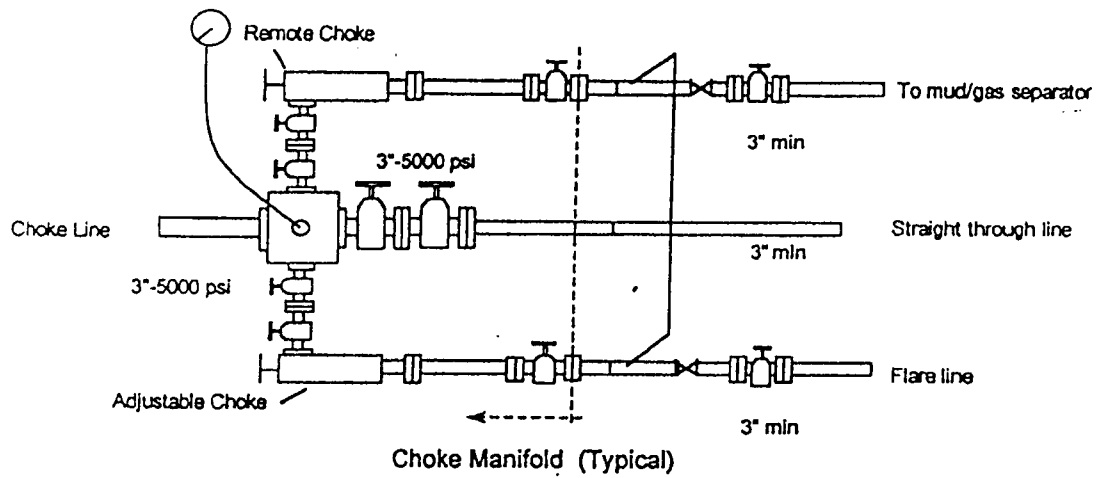 Remote Choke
To mud/gas separator
3" min
3"-5000 psi
Choke Line
Straight through line
3" min
3"-5000 psi
Flare line
Adjustable Choke
3" min
Choke Manifold (Typical)